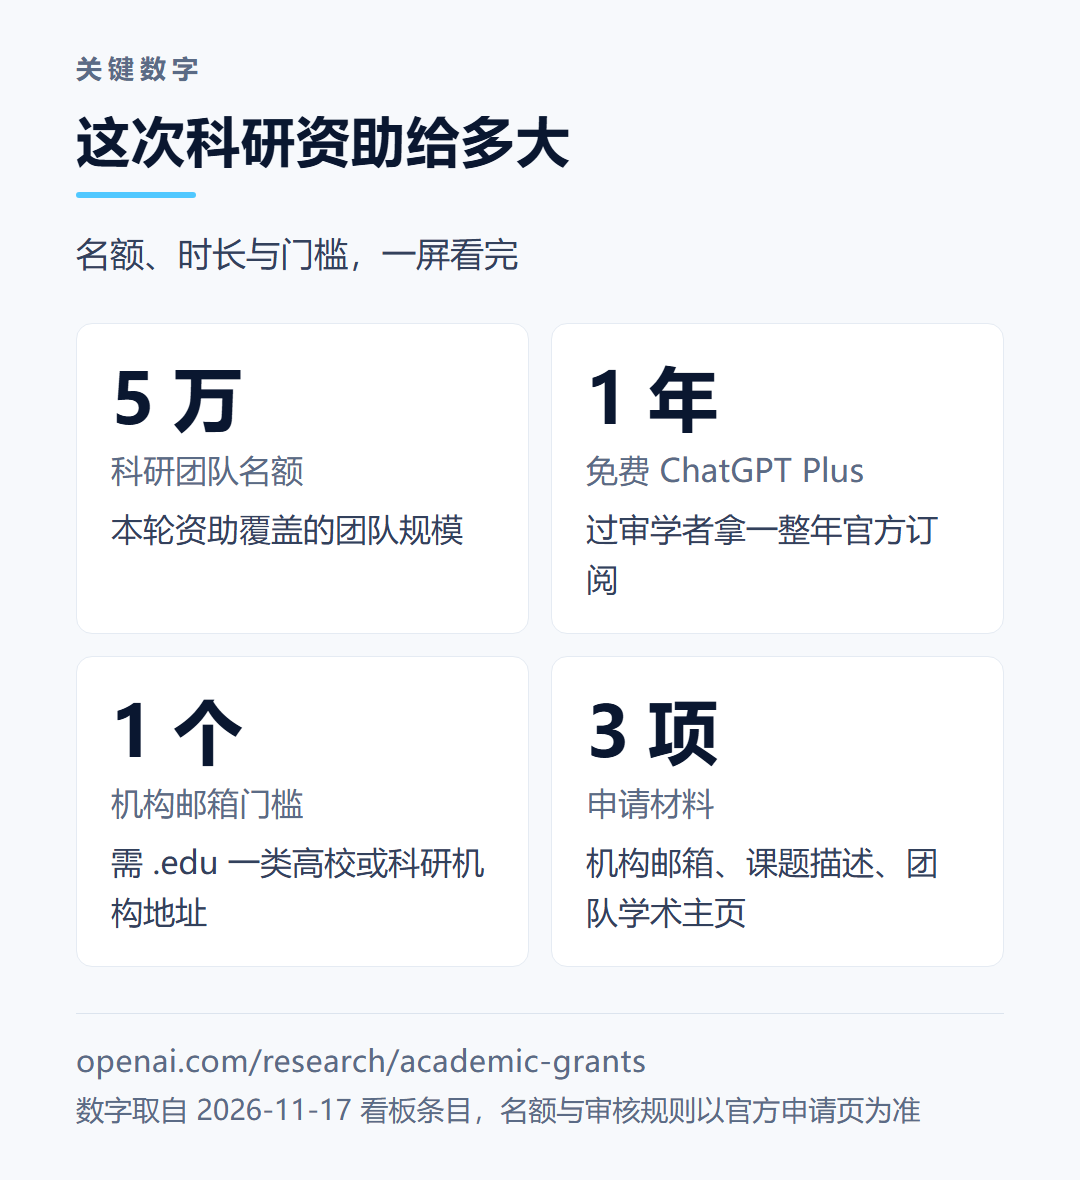 关键数字
这次科研资助给多大
名额、时长与门槛，一屏看完
5 万
科研团队名额
本轮资助覆盖的团队规模
1 年
免费 ChatGPT Plus
过审学者拿一整年官方订
阅
1 个
机构邮箱门槛
需 .edu 一类高校或科研机
构地址
3 项
申请材料
机构邮箱、课题描述、团
队学术主页
openai.com/research/academic-grants
数字取自 2026-11-17 看板条目，名额与审核规则以官方申请页为准